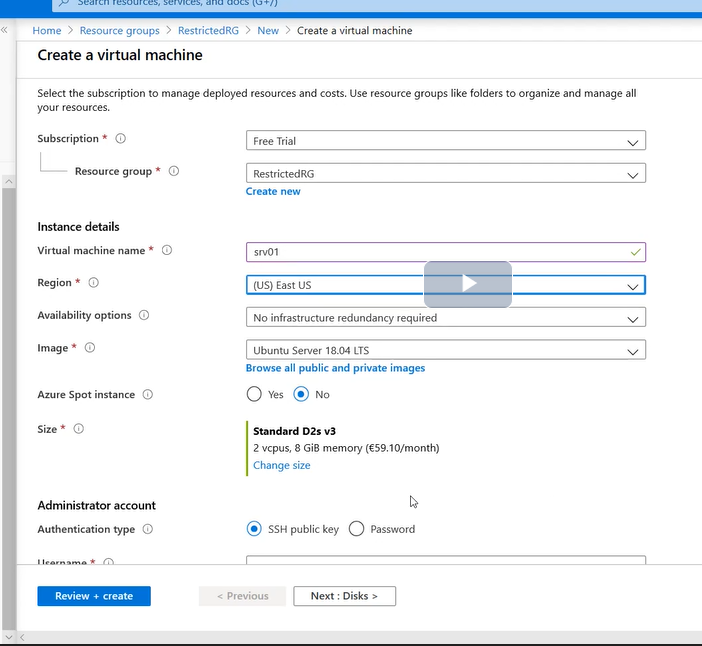 Search resources, services, and docs (G+/)
Home > Resource groups > RestrictedRG > New > Create a virtual machine
Create a virtual machine
Select the subscription to manage deployed resources and costs. Use resource groups like folders to organize and manage all
your resources.
Subscription * Free Trial
Resource group * RestrictedRG
Create new
Instance details
Virtual machine name * srv01
Region * (US) East US
Availability options No infrastructure redundancy required
Image * Ubuntu Server 18.04 LTS
Browse all public and private images
Azure Spot instance Yes No
Size * Standard D2s v3
2 vcpus, 8 GiB memory (€59.10/month)
Change size
Administrator account
Authentication type SSH public key Password
Username *
Review + create < Previous Next : Disks >